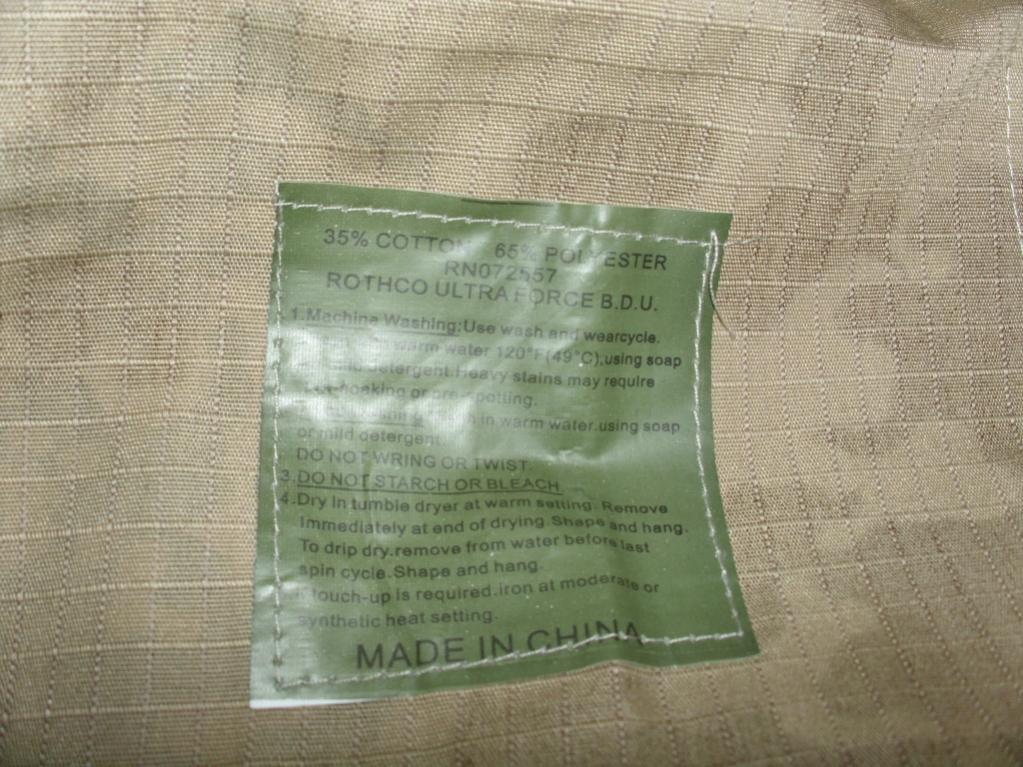 35% COTTON 65% POLYESTER
RN072557
ROTHCO ULTRA FORCE B.D.U.
1.Machine Washing:Use wash and wearcycle.
warm water 120°F(49°C),using soap
mild detergent.Heavy stains may require
soaking or pre-spotting.
in warm water.using soap
or mild detergent
DO NOT WRING OR TWIST
3.DO NOT STARCH OR BLEACH
4.Dry in tumble dryer at warm setting. Remove
Immediately at end of drying.Shape and hang.
To drip dry.remove from water before last
spin cycle.Shape and hang.
touch-up is required.iron at moderate or
synthetic heat setting.
MADE IN CHINA